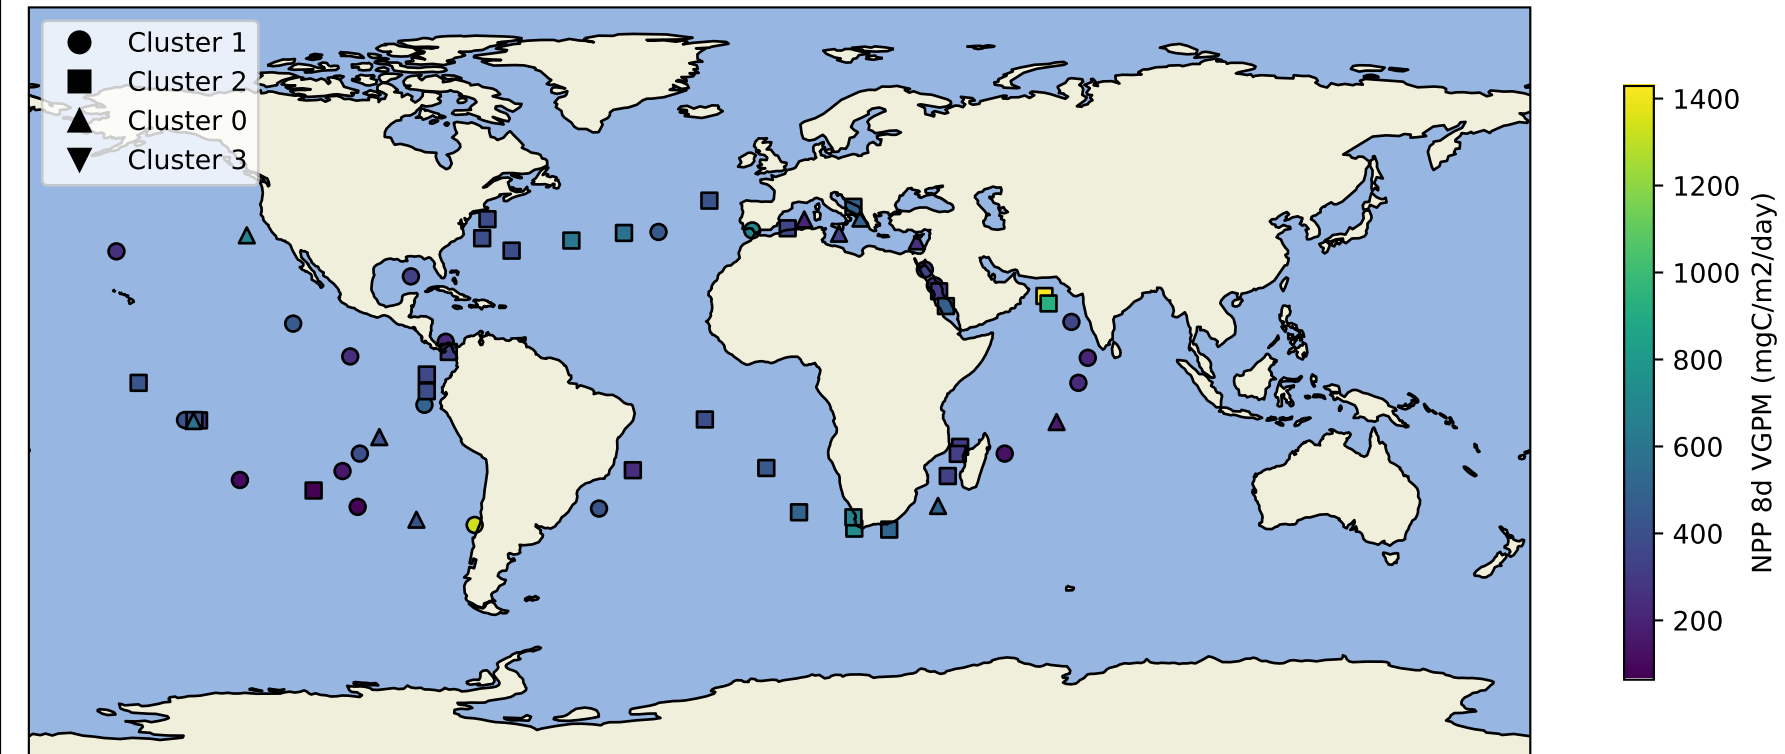 Cluster 1
Cluster 2
Cluster 0
Cluster 3
1400
1200
1000
800
600
400
200
NPP 8d VGPM (mgC/m2/day)